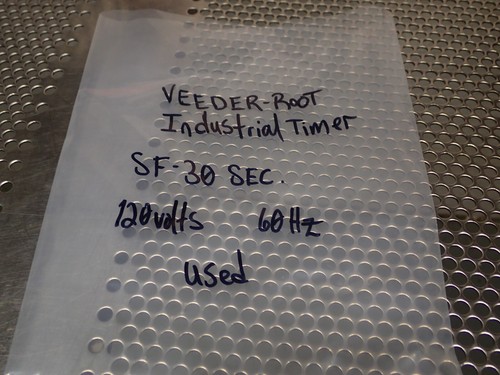 VEEDER-ROOT
Industrial Timer
SF-30 SEC.
120volts 60Hz
used